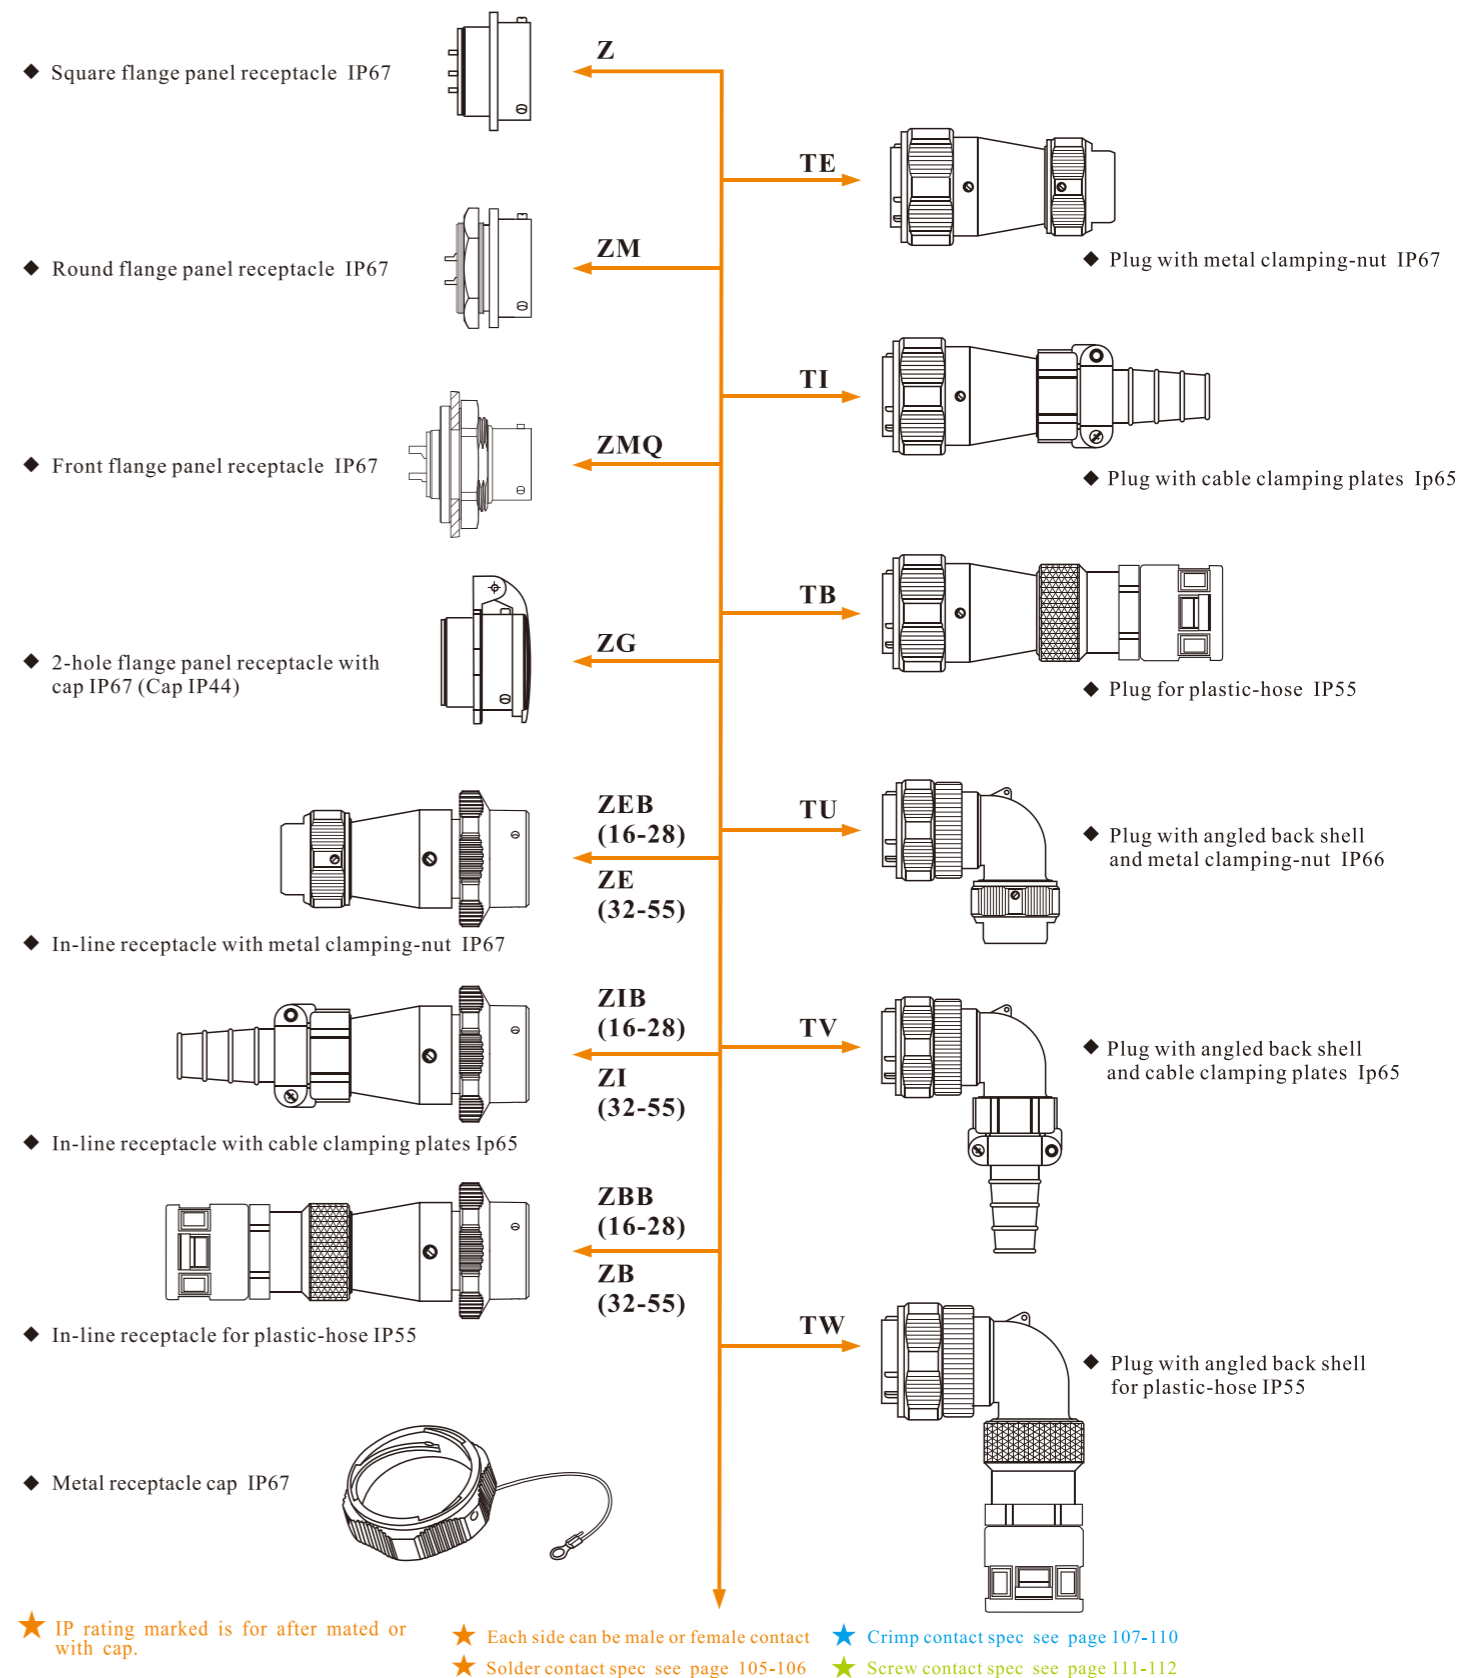 ◆ Square flange panel receptacle IP67
Z
TE
◆ Plug with metal clamping-nut IP67
◆ Round flange panel receptacle IP67
ZM
TI
◆ Plug with cable clamping plates Ip65
◆ Front flange panel receptacle IP67
ZMQ
TB
◆ Plug for plastic-hose IP55
◆ 2-hole flange panel receptacle with
cap IP67 (Cap IP44)
ZG
TU
◆ Plug with angled back shell
and metal clamping-nut IP66
ZEB
(16-28)
ZE
(32-55)
◆ In-line receptacle with metal clamping-nut IP67
TV
◆ Plug with angled back shell
and cable clamping plates Ip65
ZIB
(16-28)
ZI
(32-55)
◆ In-line receptacle with cable clamping plates Ip65
ZBB
(16-28)
ZB
(32-55)
◆ In-line receptacle for plastic-hose IP55
TW
◆ Plug with angled back shell
for plastic-hose IP55
◆ Metal receptacle cap IP67
★ IP rating marked is for after mated or
with cap.
★ Each side can be male or female contact
★ Solder contact spec see page 105-106
★ Crimp contact spec see page 107-110
★ Screw contact spec see page 111-112